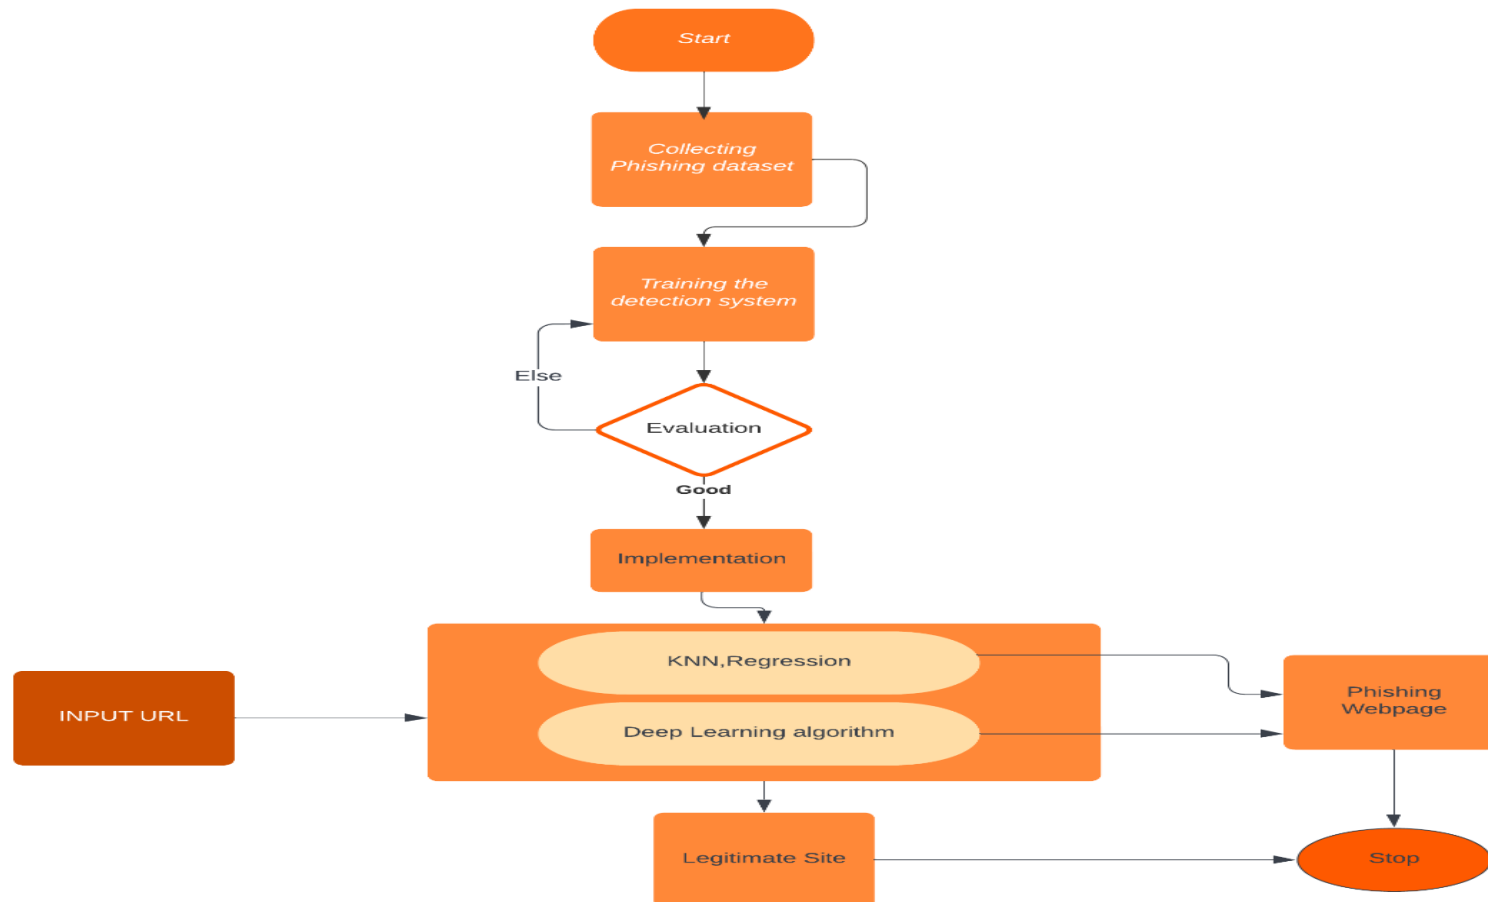 Start
Collecting
Phishing dataset
Training the
detection system
Else
Evaluation
Good
Implementation
KNN,Regression
INPUT URL
Deep Learning algorithm
Phishing
Webpage
Legitimate Site
Stop